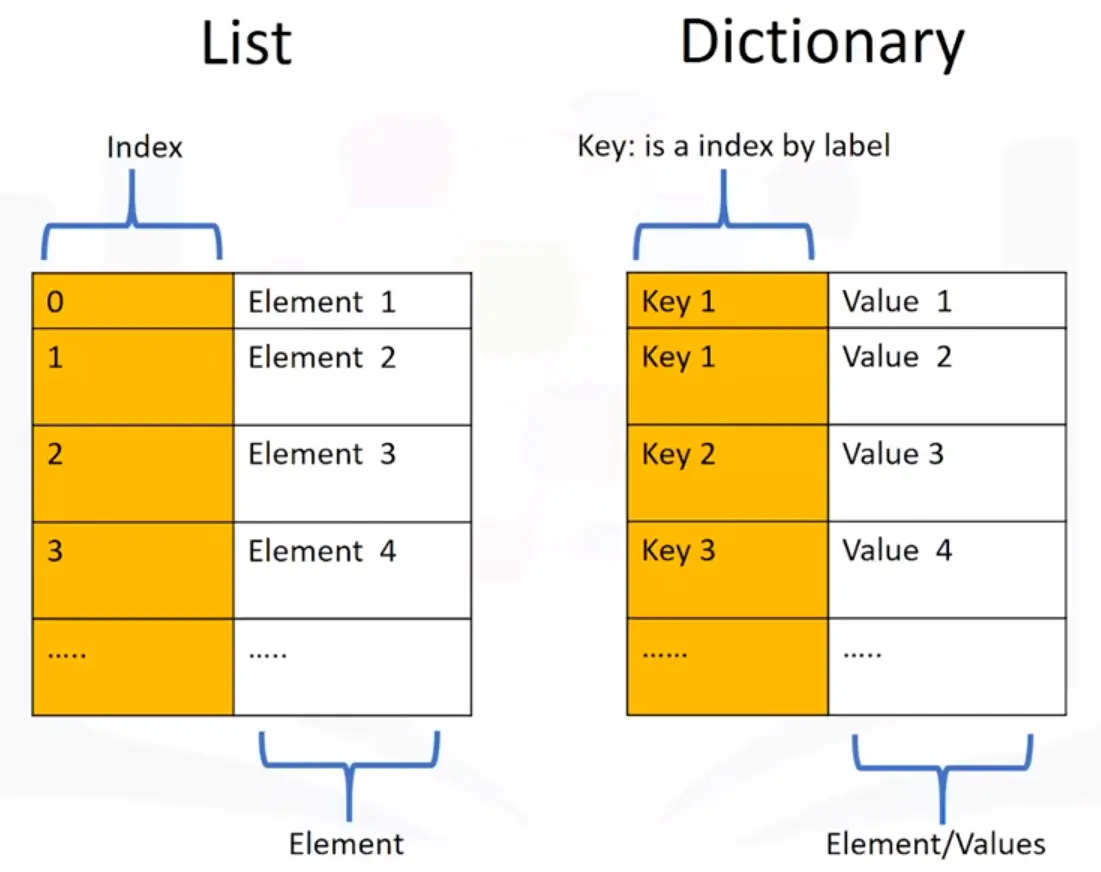 List
Dictionary
Index
Key: is a index by label
0 Element 1
1 Element 2
2 Element 3
3 Element 4
..... .....
Element
Key 1 Value 1
Key 1 Value 2
Key 2 Value 3
Key 3 Value 4
...... .....
Element/Values